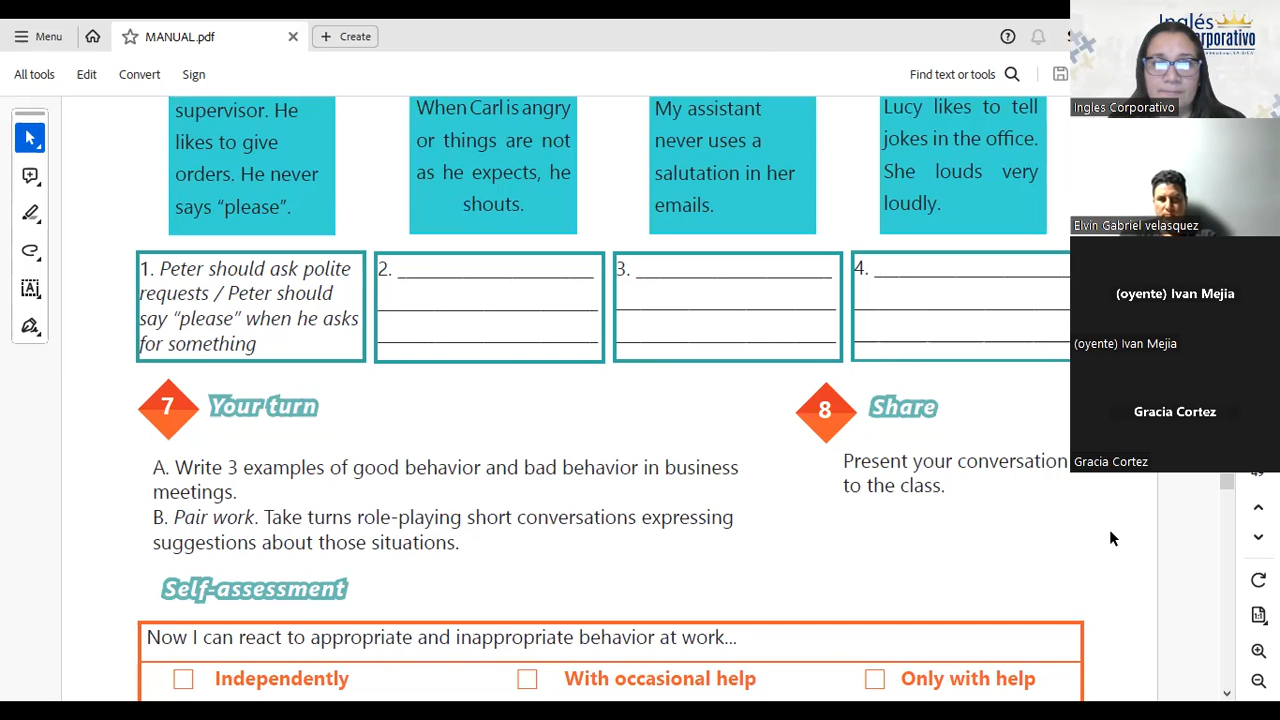 Menu
MANUAL.pdf
Create
All tools
Edit
Convert
Sign
Find text or tools
supervisor. He
likes to give
orders. He never
says “please”.
When Carl is angry
or things are not
as he expects, he
shouts.
My assistant
never uses a
salutation in her
emails.
Lucy likes to tell
jokes in the office.
She louds very
loudly.
1. Peter should ask polite
requests / Peter should
say “please” when he asks
for something
2. ___________________
3. ___________________
4. ___________________
7 Your turn
A. Write 3 examples of good behavior and bad behavior in business
meetings.
B. Pair work. Take turns role-playing short conversations expressing
suggestions about those situations.
8 Share
Present your conversation
to the class.
Self-assessment
Now I can react to appropriate and inappropriate behavior at work...
Independently
With occasional help
Only with help
Inglés
Corporativo
Ingles Corporativo
Elvin Gabriel velasquez
(oyente) Ivan Mejia
(oyente) Ivan Mejia
Gracia Cortez
Gracia Cortez
1:1